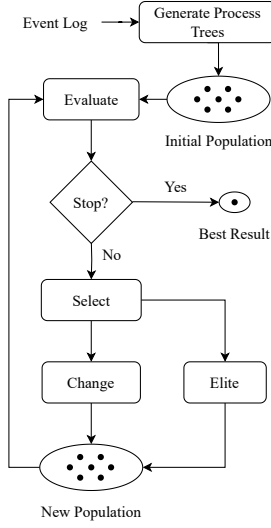 Event Log
Generate Process
Trees
Evaluate
Initial Population
Stop?
Yes
Best Result
No
Select
Change
Elite
New Population